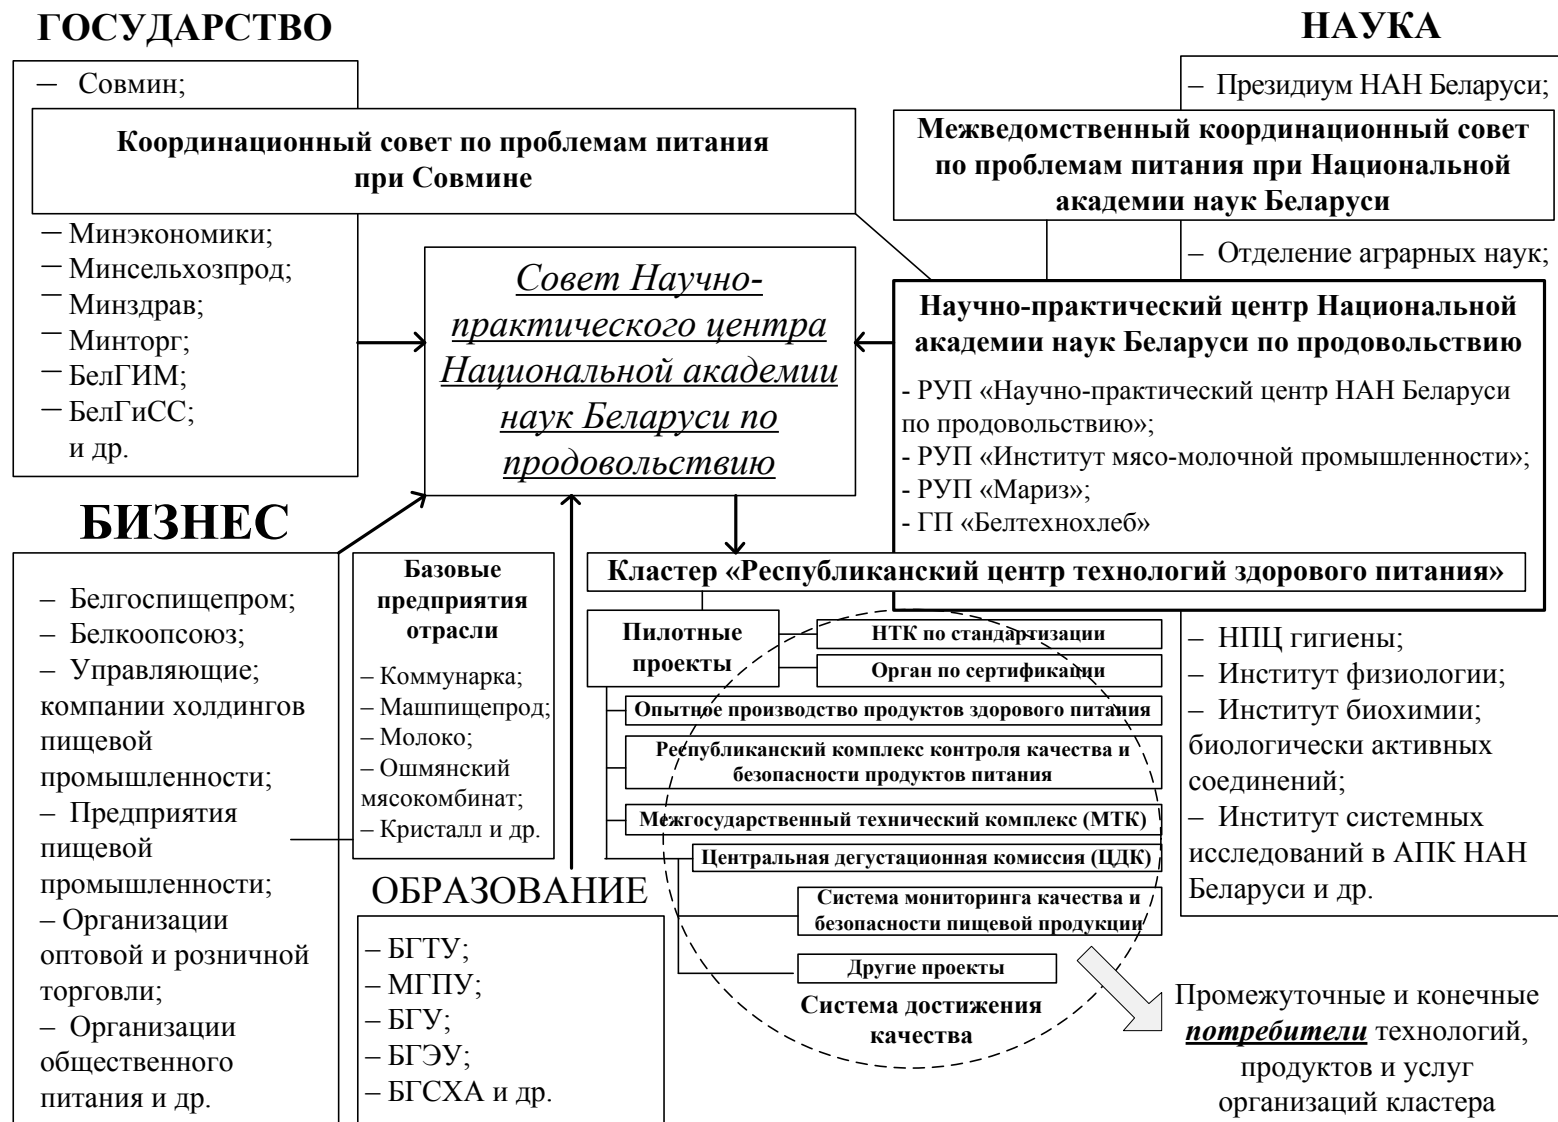 ГОСУДАРСТВО
— Совмин;
Координационный совет по проблемам питания
при Совмине
— Минэкономики;
— Минсельхозпрод;
— Минздрав;
— Минторг;
— БелГИМ;
— БелГиСС;
и др.
НАУКА
– Президиум НАН Беларуси;
Межведомственный координационный совет
по проблемам питания при Национальной
академии наук Беларуси
– Отделение аграрных наук;
Научно-практический центр Национальной
академии наук Беларуси по продовольствию
- РУП «Научно-практический центр НАН Беларуси
по продовольствию»;
- РУП «Институт мясо-молочной промышленности»;
- РУП «Мариз»;
- ГП «Белтехнохлеб»
Совет Научно-
практического центра
Национальной академии
наук Беларуси по
продовольствию
БИЗНЕС
– Белгоспищепром;
– Белкоопсоюз;
– Управляющие;
компании холдингов
пищевой
промышленности;
– Предприятия
пищевой
промышленности;
– Организации
оптовой и розничной
торговли;
– Организации
общественного
питания и др.
Базовые
предприятия
отрасли
– Коммунарка;
– Машпищепрод;
– Молоко;
– Ошмянский
мясокомбинат;
– Кристалл и др.
ОБРАЗОВАНИЕ
– БГТУ;
– МГПУ;
– БГУ;
– БГЭУ;
– БГСХА и др.
Кластер «Республиканский центр технологий здорового питания»
Пилотные
проекты
НТК по стандартизации
Орган по сертификации
Опытное производство продуктов здорового питания
Республиканский комплекс контроля качества и
безопасности продуктов питания
Межгосударственный технический комплекс (МТК)
Центральная дегустационная комиссия (ЦДК)
Система мониторинга качества и
безопасности пищевой продукции
Другие проекты
Система достижения
качества
– НПЦ гигиены;
– Институт физиологии;
– Институт биохимии;
биологически активных
соединений;
– Институт системных
исследований в АПК НАН
Беларуси и др.
Промежуточные и конечные
потребители технологий,
продуктов и услуг
организаций кластера